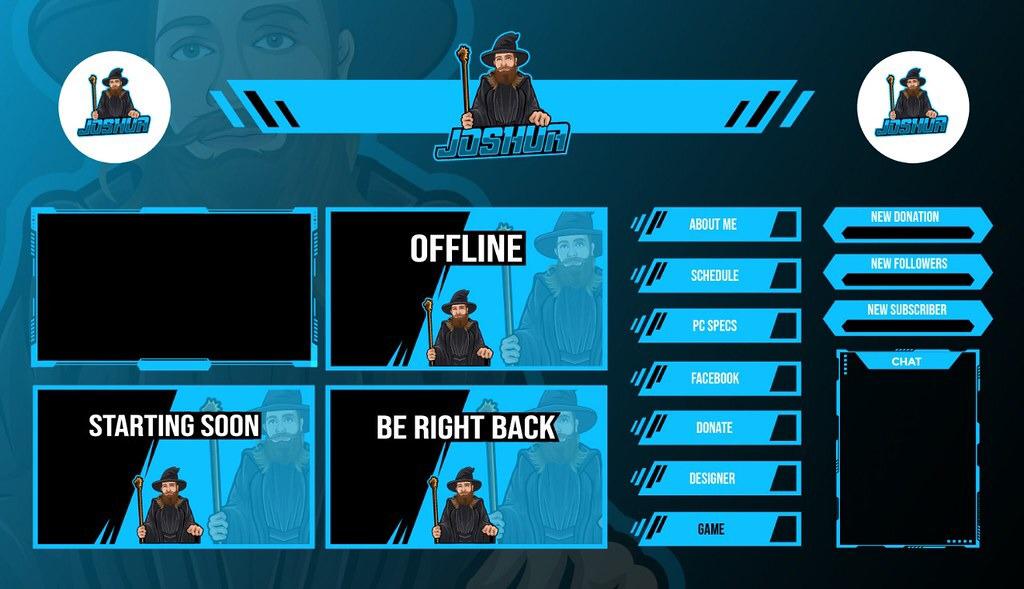 JOSHUA
JOSHUA
JOSHUA
OFFLINE
STARTING SOON
BE RIGHT BACK
ABOUT ME
SCHEDULE
PC SPECS
FACEBOOK
DONATE
DESIGNER
GAME
NEW DONATION
NEW FOLLOWERS
NEW SUBSCRIBER
CHAT